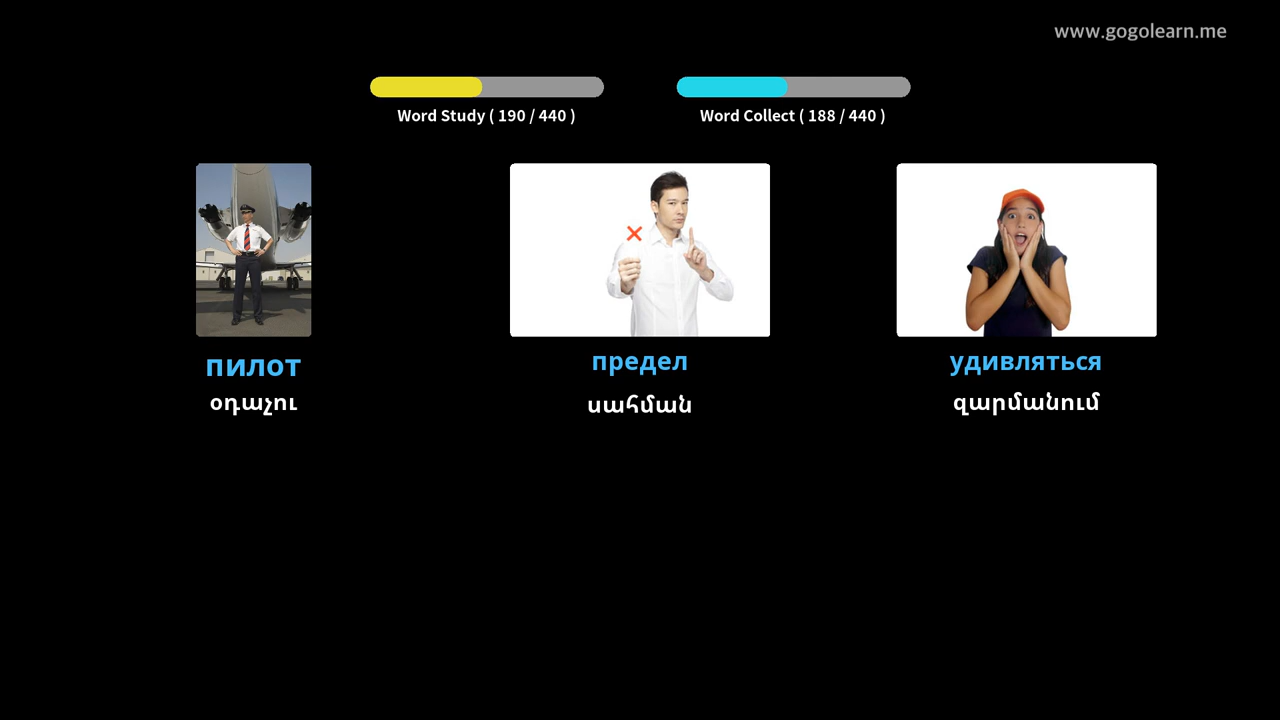 www.gogolearn.me
Word Study ( 190 / 440 )
Word Collect ( 188 / 440 )
пилот
предел
удивляться
օդաչու
սահման
զարմանում